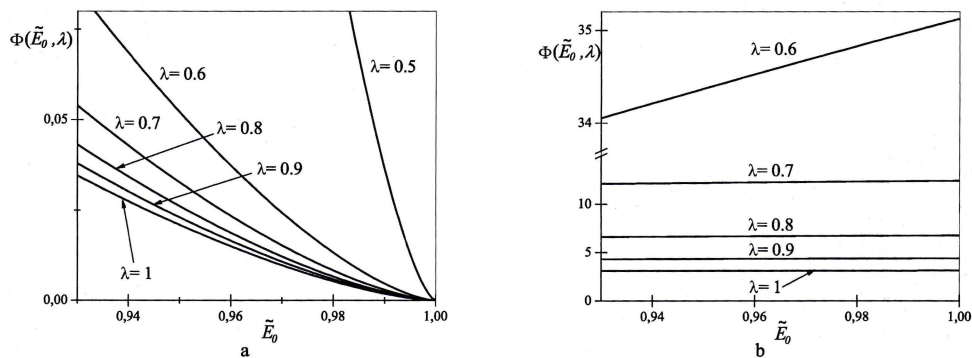 Φ(Ẽ₀, λ)
0,05
0,00
λ= 0.5
λ= 0.6
λ= 0.7
λ= 0.8
λ= 0.9
λ= 1
0,94
0,96
0,98
1,00
Ẽ₀
a
35
Φ(Ẽ₀, λ)
34
10
5
0
λ= 0.6
λ= 0.7
λ= 0.8
λ= 0.9
λ= 1
0,94
0,96
0,98
1,00
Ẽ₀
b